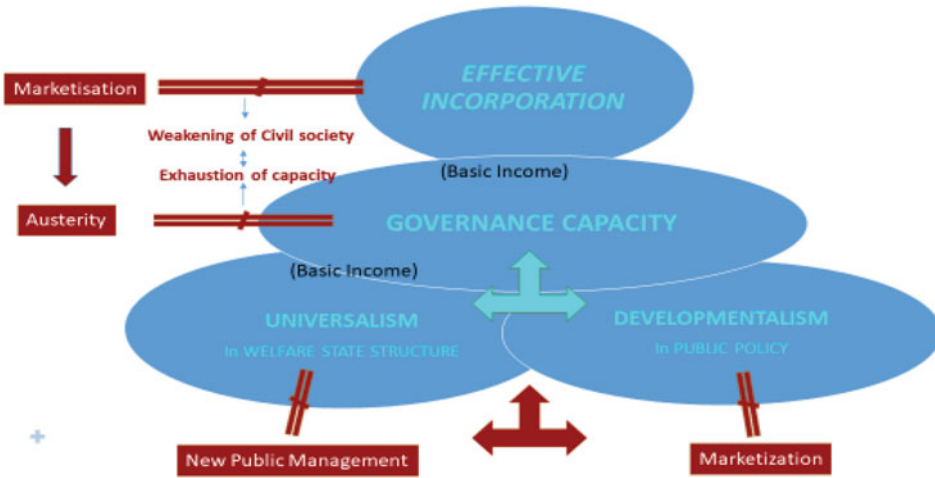 EFFECTIVE
INCORPORATION
Marketisation
Weakening of Civil society
Exhaustion of capacity
(Basic Income)
Austerity
GOVERNANCE CAPACITY
(Basic Income)
UNIVERSALISM
In WELFARE STATE STRUCTURE
DEVELOPMENTALISM
In PUBLIC POLICY
New Public Management
Marketization